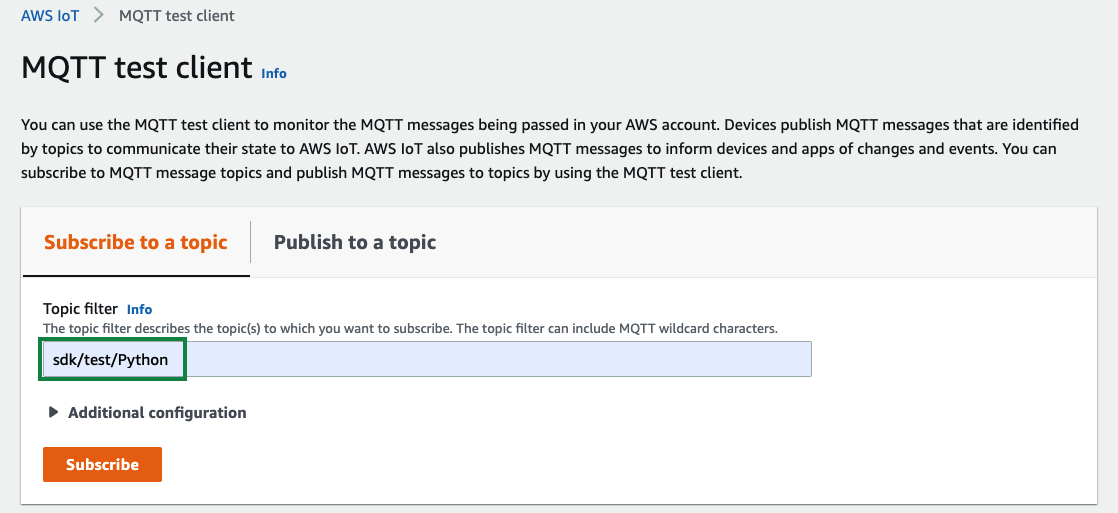 AWS IoT > MQTT test client
MQTT test client Info
You can use the MQTT test client to monitor the MQTT messages being passed in your AWS account. Devices publish MQTT messages that are identified
by topics to communicate their state to AWS IoT. AWS IoT also publishes MQTT messages to inform devices and apps of changes and events. You can
subscribe to MQTT message topics and publish MQTT messages to topics by using the MQTT test client.
Subscribe to a topic Publish to a topic
Topic filter Info
The topic filter describes the topic(s) to which you want to subscribe. The topic filter can include MQTT wildcard characters.
sdk/test/Python
Additional configuration
Subscribe